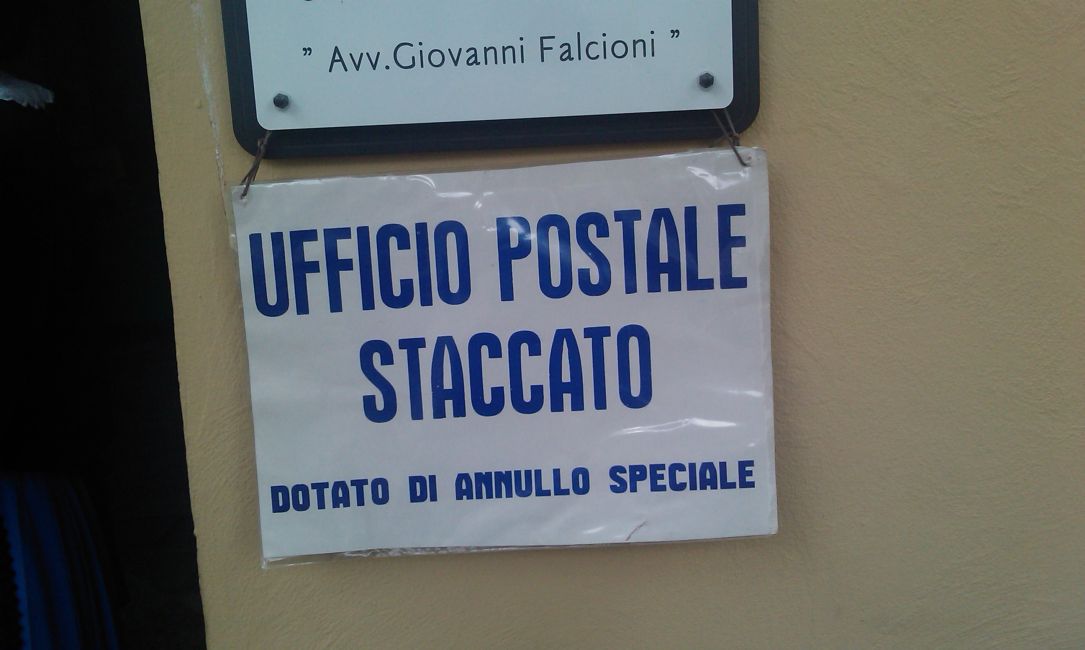 ” Avv.Giovanni Falcioni ”
UFFICIO POSTALE
STACCATO
DOTATO DI ANNULLO SPECIALE